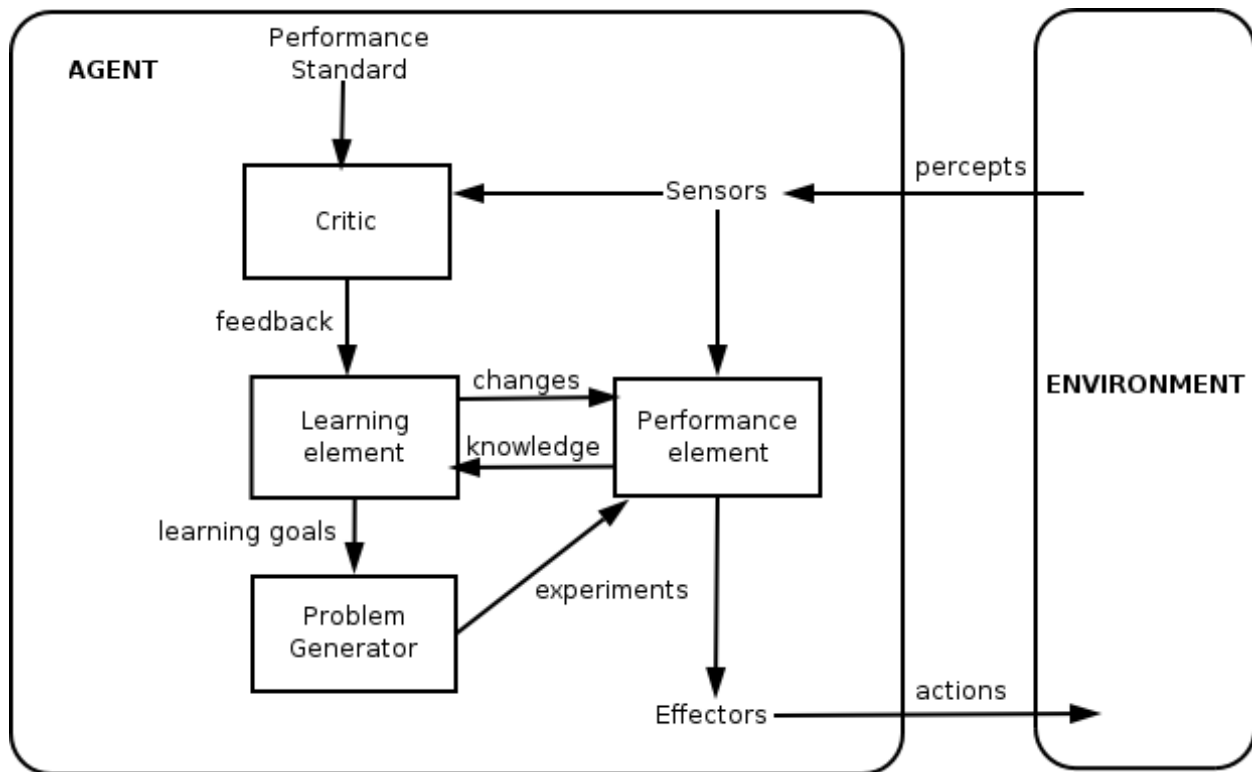 Performance
Standard
AGENT
percepts
Sensors
Critic
feedback
changes
ENVIRONMENT
Learning
element
Performance
element
knowledge
learning goals
experiments
Problem
Generator
actions
Effectors